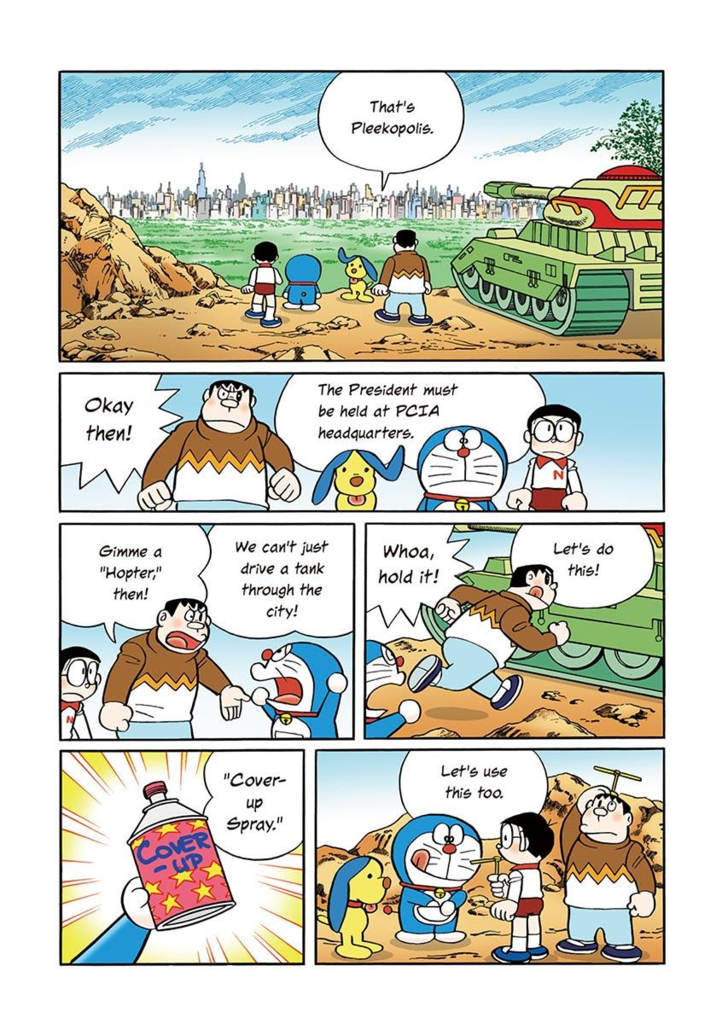 That's
Pleekopolis.
The President must
be held at PCIA
headquarters.
N
Okay
then!
Let's do
this!
Whoa,
hold it!
We can't just
drive a tank
through the
city!
Gimme a
"Hopter,"
then!
N
Let's use
this too.
"Cover-
up
Spray."
COVER
-UP